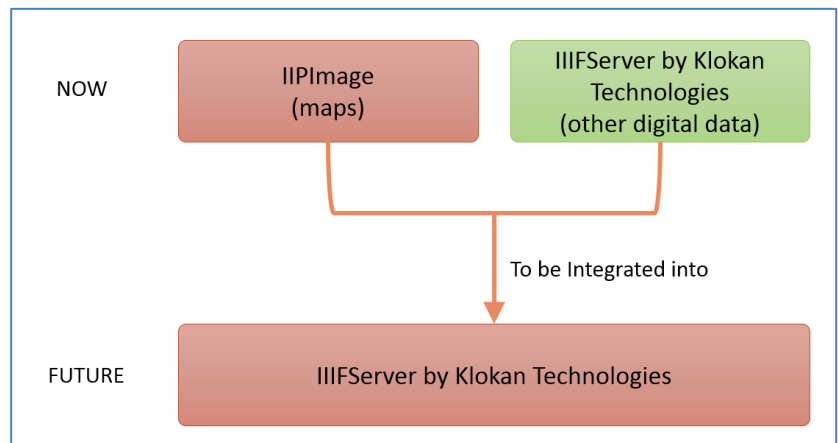 NOW
IIPImage
(maps)
IIIFServer by Klokan
Technologies
(other digital data)
To be Integrated into
FUTURE
IIIFServer by Klokan Technologies